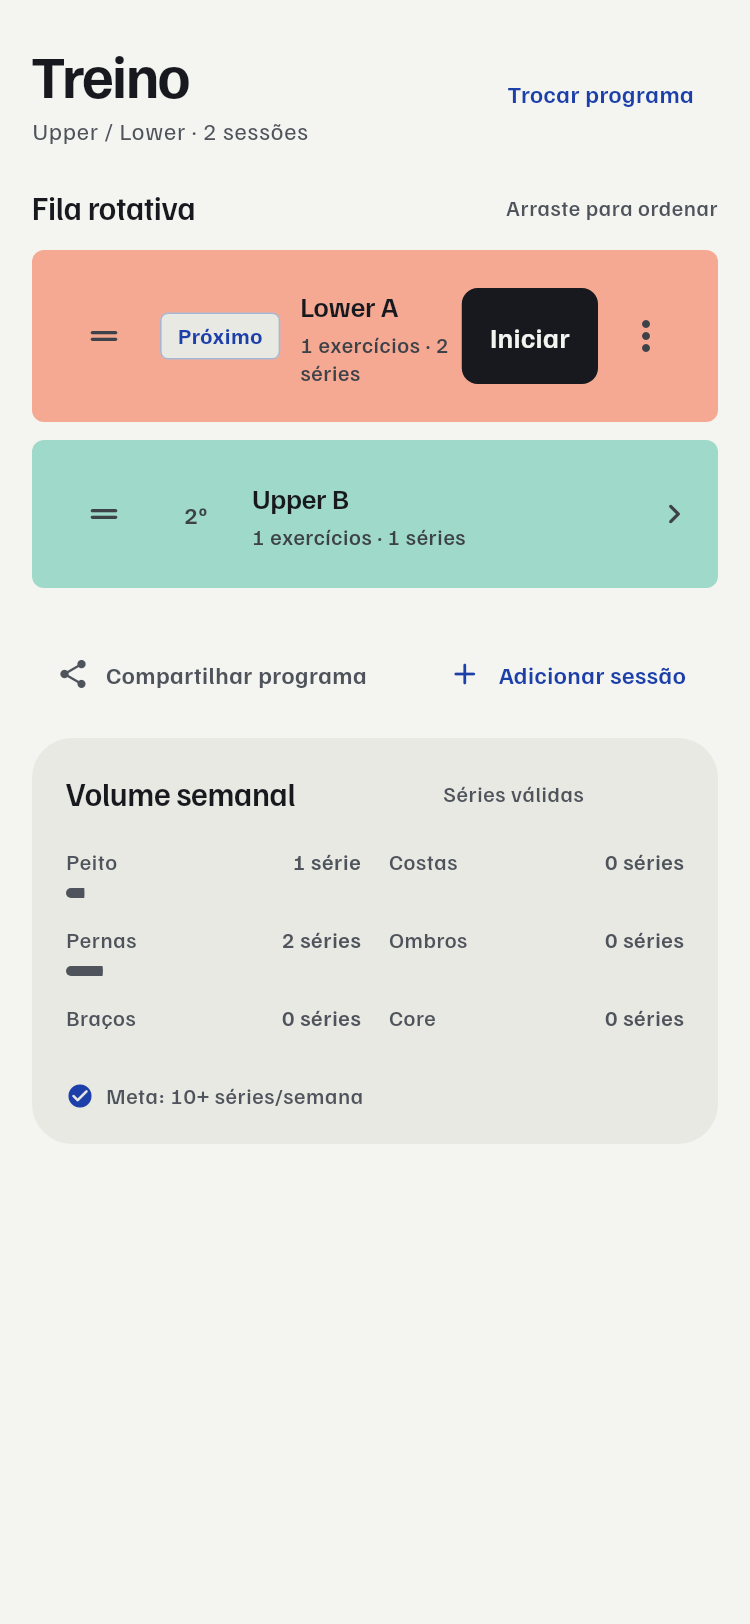 Treino
Trocar programa
Upper / Lower · 2 sessões
Fila rotativa
Arraste para ordenar
Próximo
Lower A
1 exercícios · 2
séries
Iniciar
2º
Upper B
1 exercícios · 1 séries
Compartilhar programa
Adicionar sessão
Volume semanal
Séries válidas
Peito
1 série
Costas
0 séries
Pernas
2 séries
Ombros
0 séries
Braços
0 séries
Core
0 séries
Meta: 10+ séries/semana